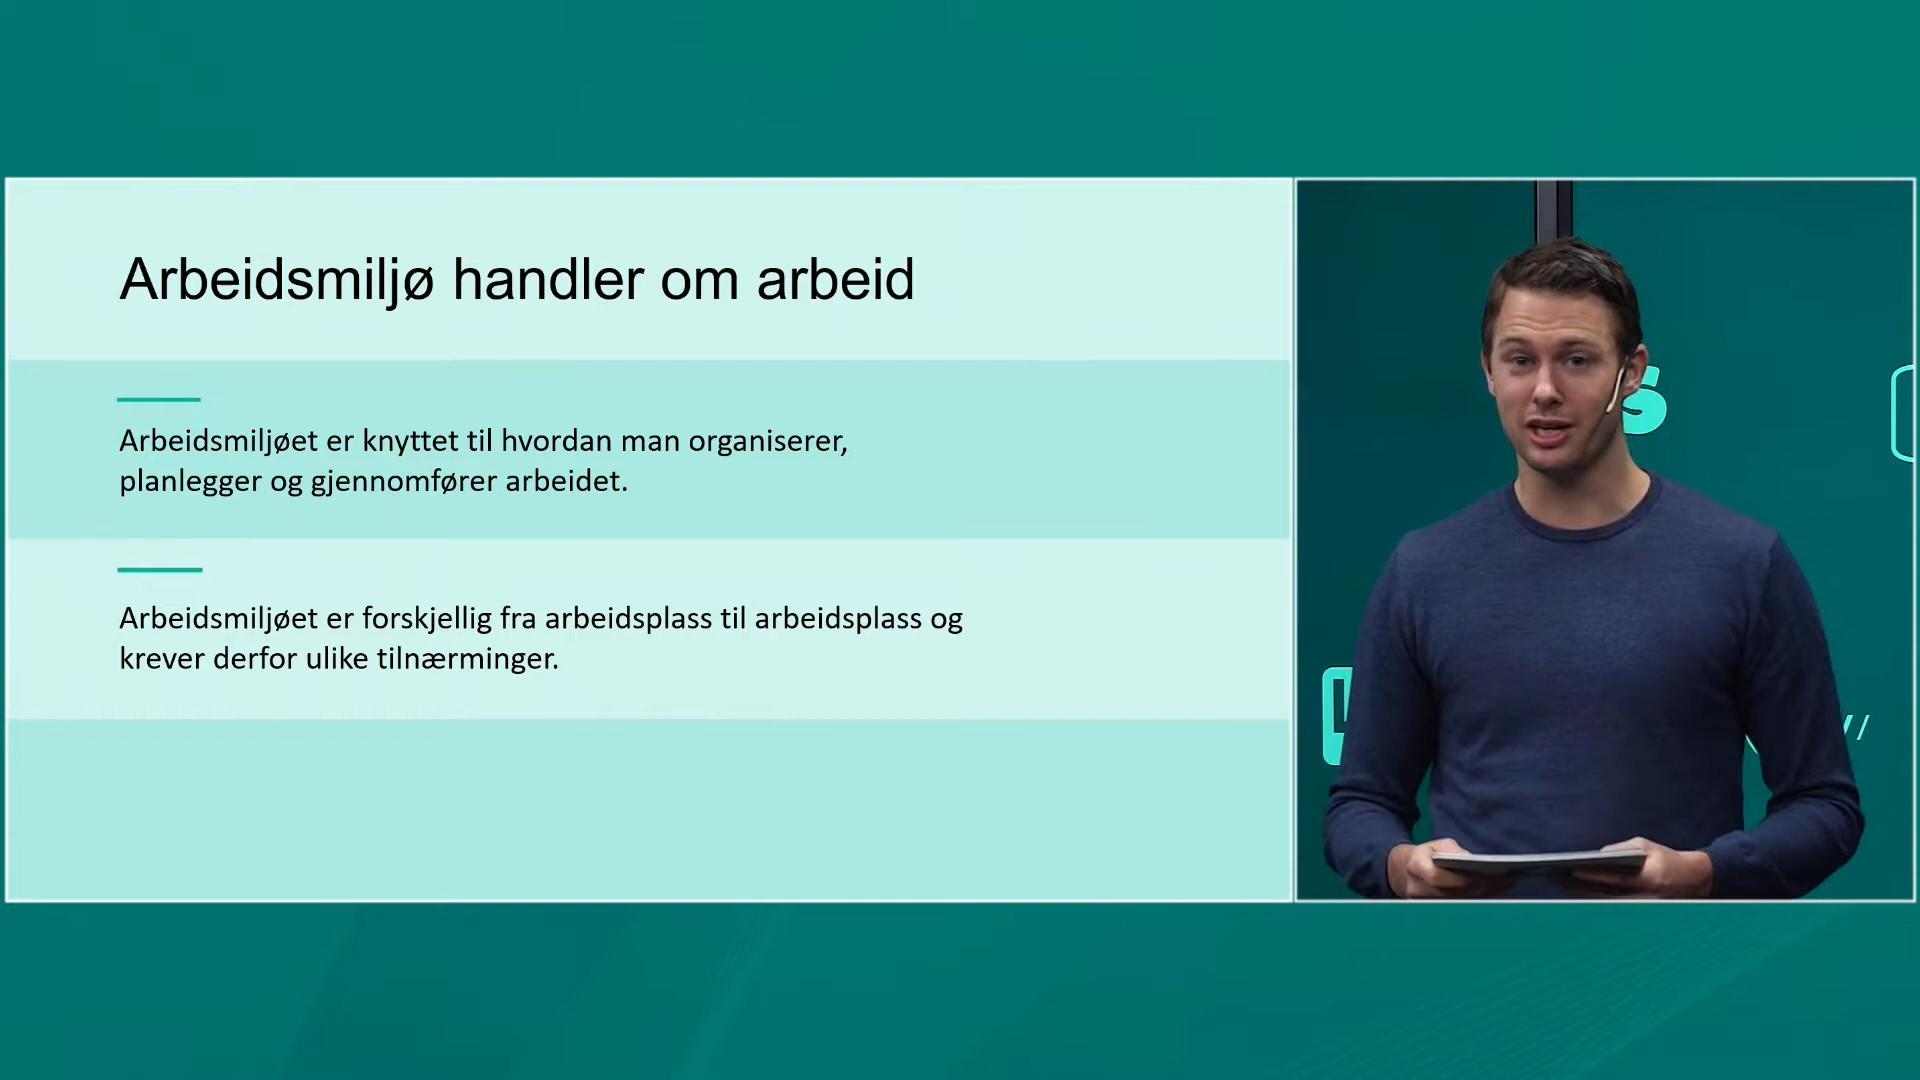 Arbeidsmiljø handler om arbeid
Arbeidsmiljøet er knyttet til hvordan man organiserer,
planlegger og gjennomfører arbeidet.
Arbeidsmiljøet er forskjellig fra arbeidsplass til arbeidsplass og
krever derfor ulike tilnærminger.